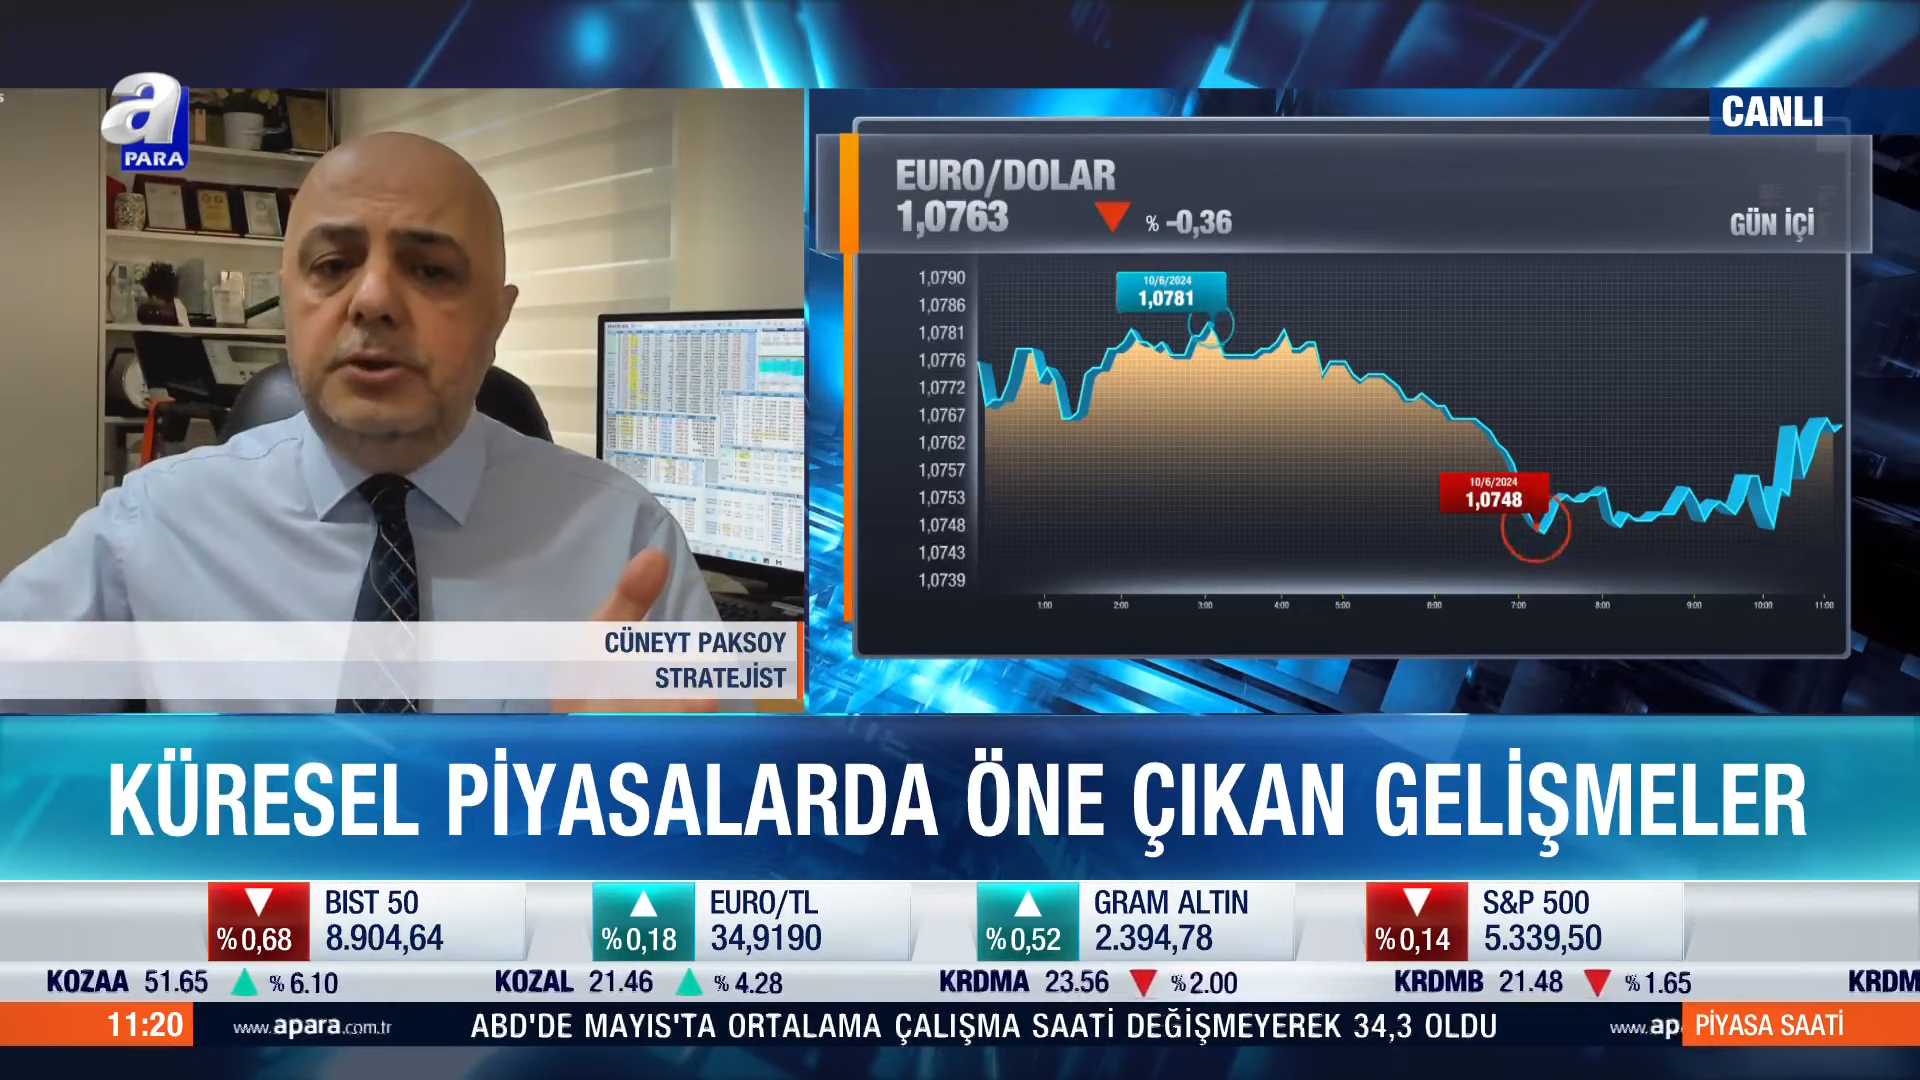 a
PARA
CANLI
EURO/DOLAR
1,0763
% -0,36
GÜN İÇİ
1,0790
1,0786
1,0781
1,0776
1,0772
1,0767
1,0762
1,0757
1,0753
1,0748
1,0743
1,0739
10/6/2024
1,0781
10/6/2024
1,0748
1:00 2:00 3:00 4:00 5:00 6:00 7:00 8:00 9:00 10:00 11:00
CÜNEYT PAKSOY
STRATEJİST
KÜRESEL PİYASALARDA ÖNE ÇIKAN GELİŞMELER
%0,68 BIST 50 8.904,64
%0,18 EURO/TL 34,9190
%0,52 GRAM ALTIN 2.394,78
%0,14 S&P 500 5.339,50
KOZAA 51.65 % 6.10 KOZAL 21.46 % 4.28 KRDMA 23.56 % 2.00 KRDMB 21.48 % 1.65 KRDM
11:20 www.apara.com.tr ABD'DE MAYIS'TA ORTALAMA ÇALIŞMA SAATİ DEĞİŞMEYEREK 34,3 OLDU www.ap PİYASA SAATİ